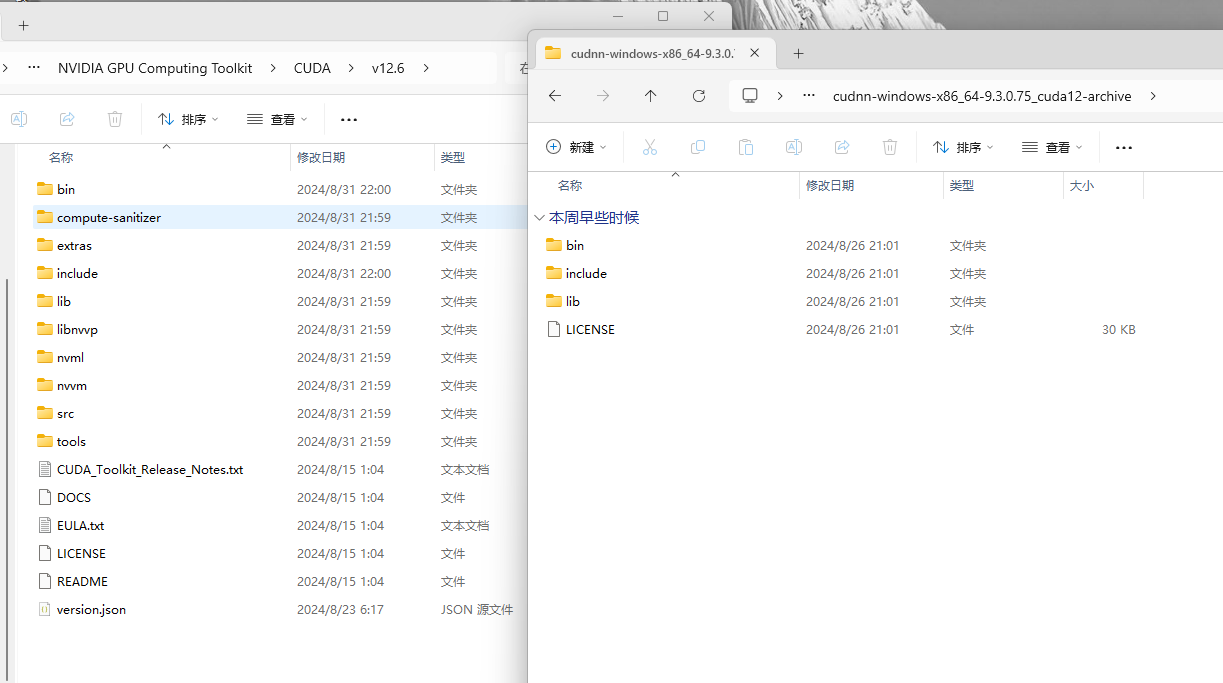 NVIDIA GPU Computing Toolkit > CUDA > v12.6 >
排序 查看 ...
名称 修改日期 类型
bin 2024/8/31 22:00 文件夹
compute-sanitizer 2024/8/31 21:59 文件夹
extras 2024/8/31 21:59 文件夹
include 2024/8/31 22:00 文件夹
lib 2024/8/31 21:59 文件夹
libnvvp 2024/8/31 21:59 文件夹
nvml 2024/8/31 21:59 文件夹
nvvm 2024/8/31 21:59 文件夹
src 2024/8/31 21:59 文件夹
tools 2024/8/31 21:59 文件夹
CUDA_Toolkit_Release_Notes.txt 2024/8/15 1:04 文本文档
DOCS 2024/8/15 1:04 文件
EULA.txt 2024/8/15 1:04 文本文档
LICENSE 2024/8/15 1:04 文件
README 2024/8/15 1:04 文件
version.json 2024/8/23 6:17 JSON 源文件
在
cudnn-windows-x86_64-9.3.0.
cudnn-windows-x86_64-9.3.0.75_cuda12-archive >
新建 排序 查看 ...
名称 修改日期 类型 大小
本周早些时候
bin 2024/8/26 21:01 文件夹
include 2024/8/26 21:01 文件夹
lib 2024/8/26 21:01 文件夹
LICENSE 2024/8/26 21:01 文件 30 KB